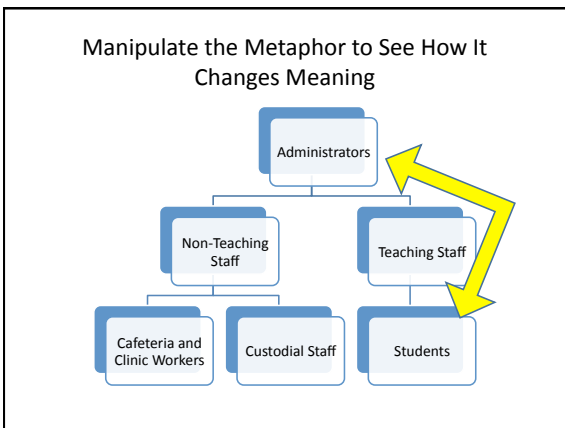 Manipulate the Metaphor to See How It
Changes Meaning
Administrators
Non-Teaching
Staff
Teaching Staff
Cafeteria and
Clinic Workers
Custodial Staff
Students